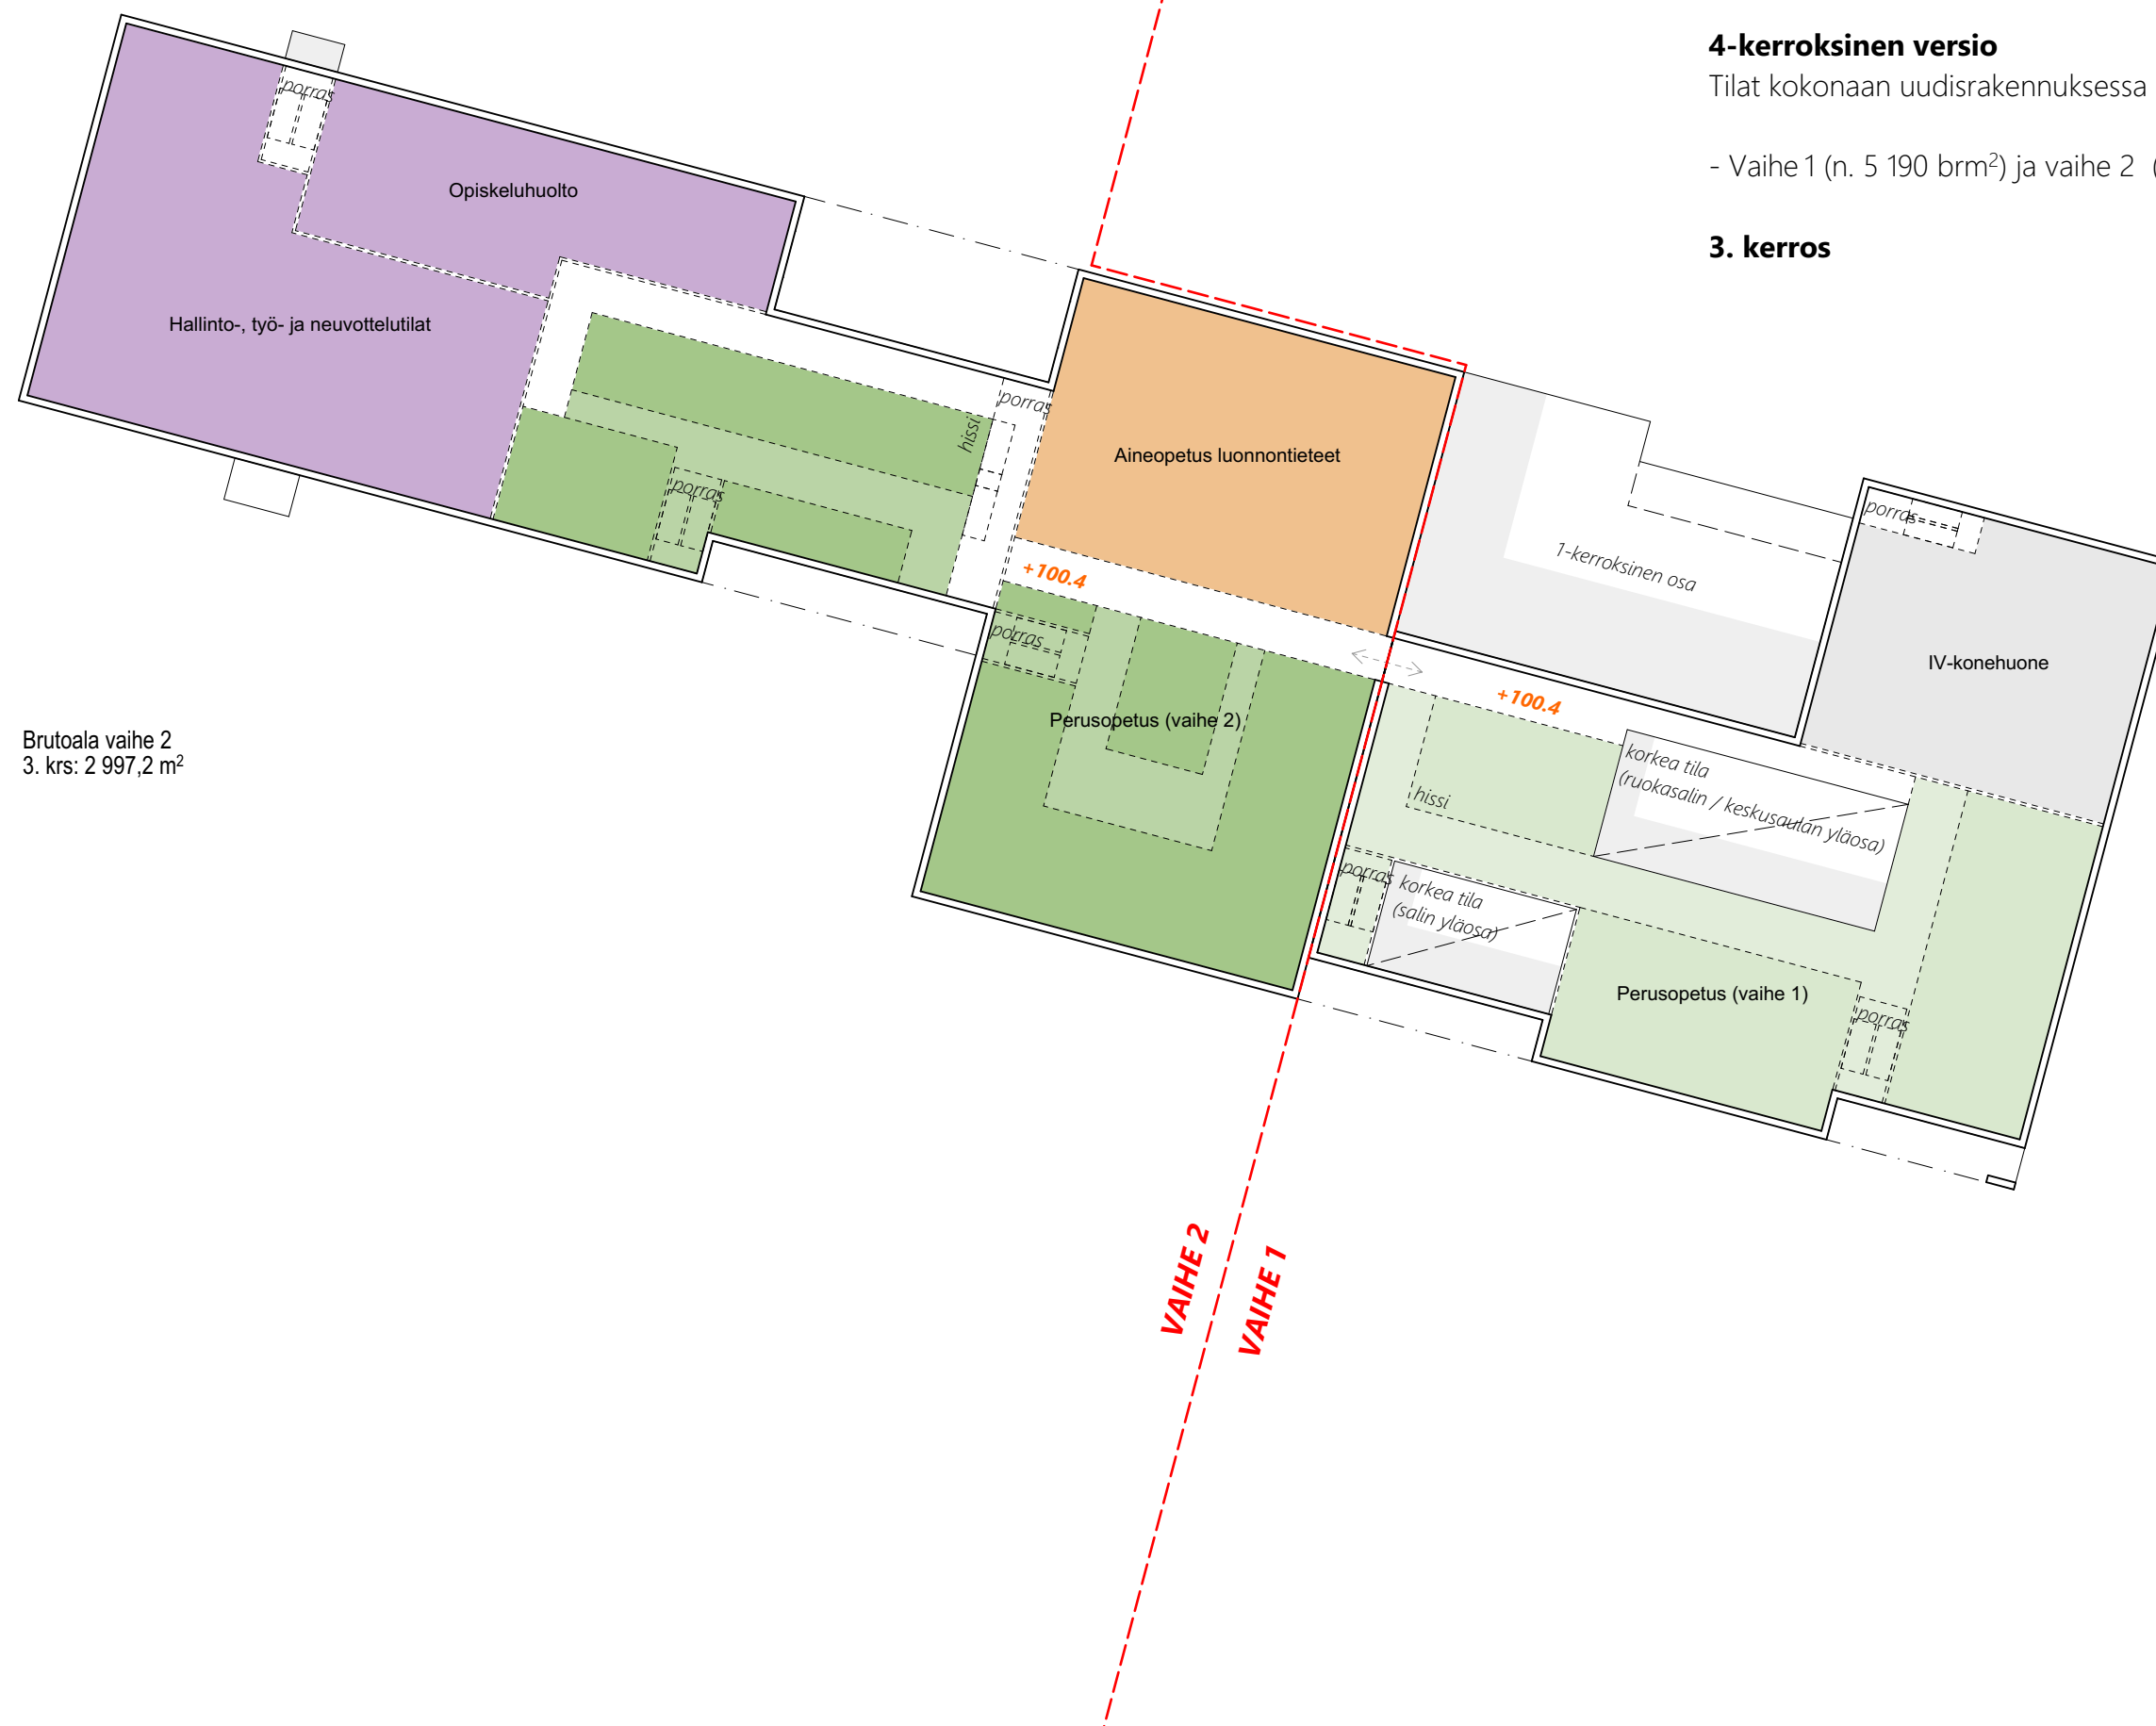 4-kerroksinen versio
Tilat kokonaan uudisrakennuksessa
- Vaihe 1 (n. 5 190 brm²) ja vaihe 2 (
3. kerros
porras
Opiskeluhuolto
Hallinto-, työ- ja neuvottelutilat
porras
hissi
Aineopetus luonnontieteet
porras
porras
1-kerroksinen osa
+100.4
porras
IV-konehuone
+100.4
Perusopetus (vaihe 2)
Brutoala vaihe 2
3. krs: 2 997,2 m²
korkea tila
(ruokasalin / keskusaulan yläosa)
hissi
porras
korkea tila
(salin yläosa)
Perusopetus (vaihe 1)
porras
VAIHE 2
VAIHE 1